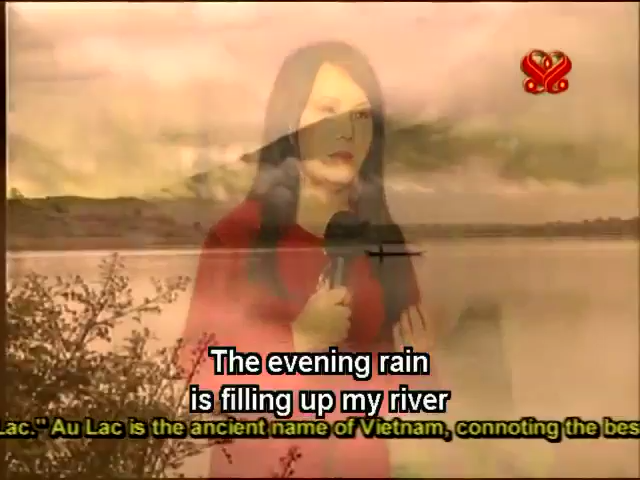 The evening rain
is filling up my river
Lac." Au Lac is the ancient name of Vietnam, connoting the bes